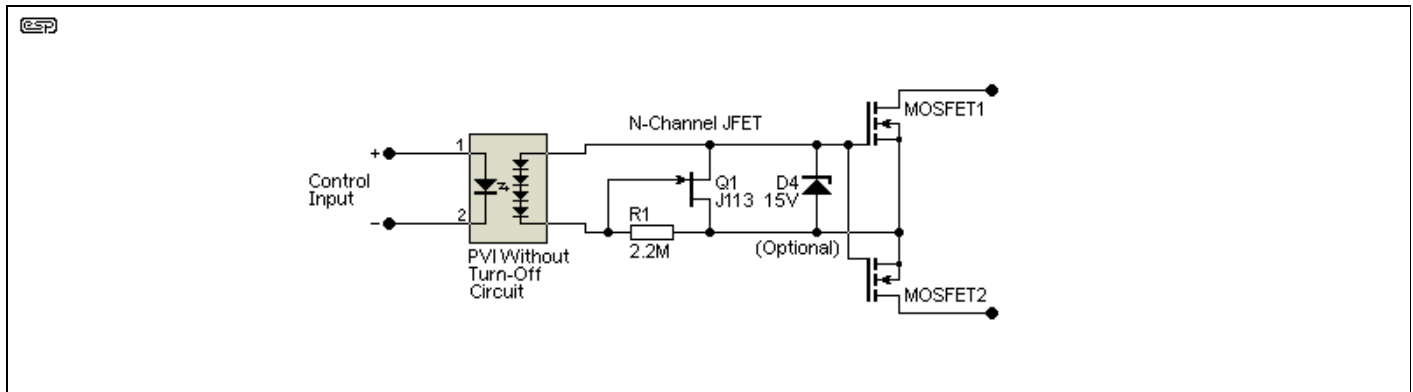 esp
N-Channel JFET
MOSFET1
+
1
Control
Input
Q1
J113
D4
15V
R1
2.2M
-
2
(Optional)
PVI Without
Turn-Off
Circuit
MOSFET2